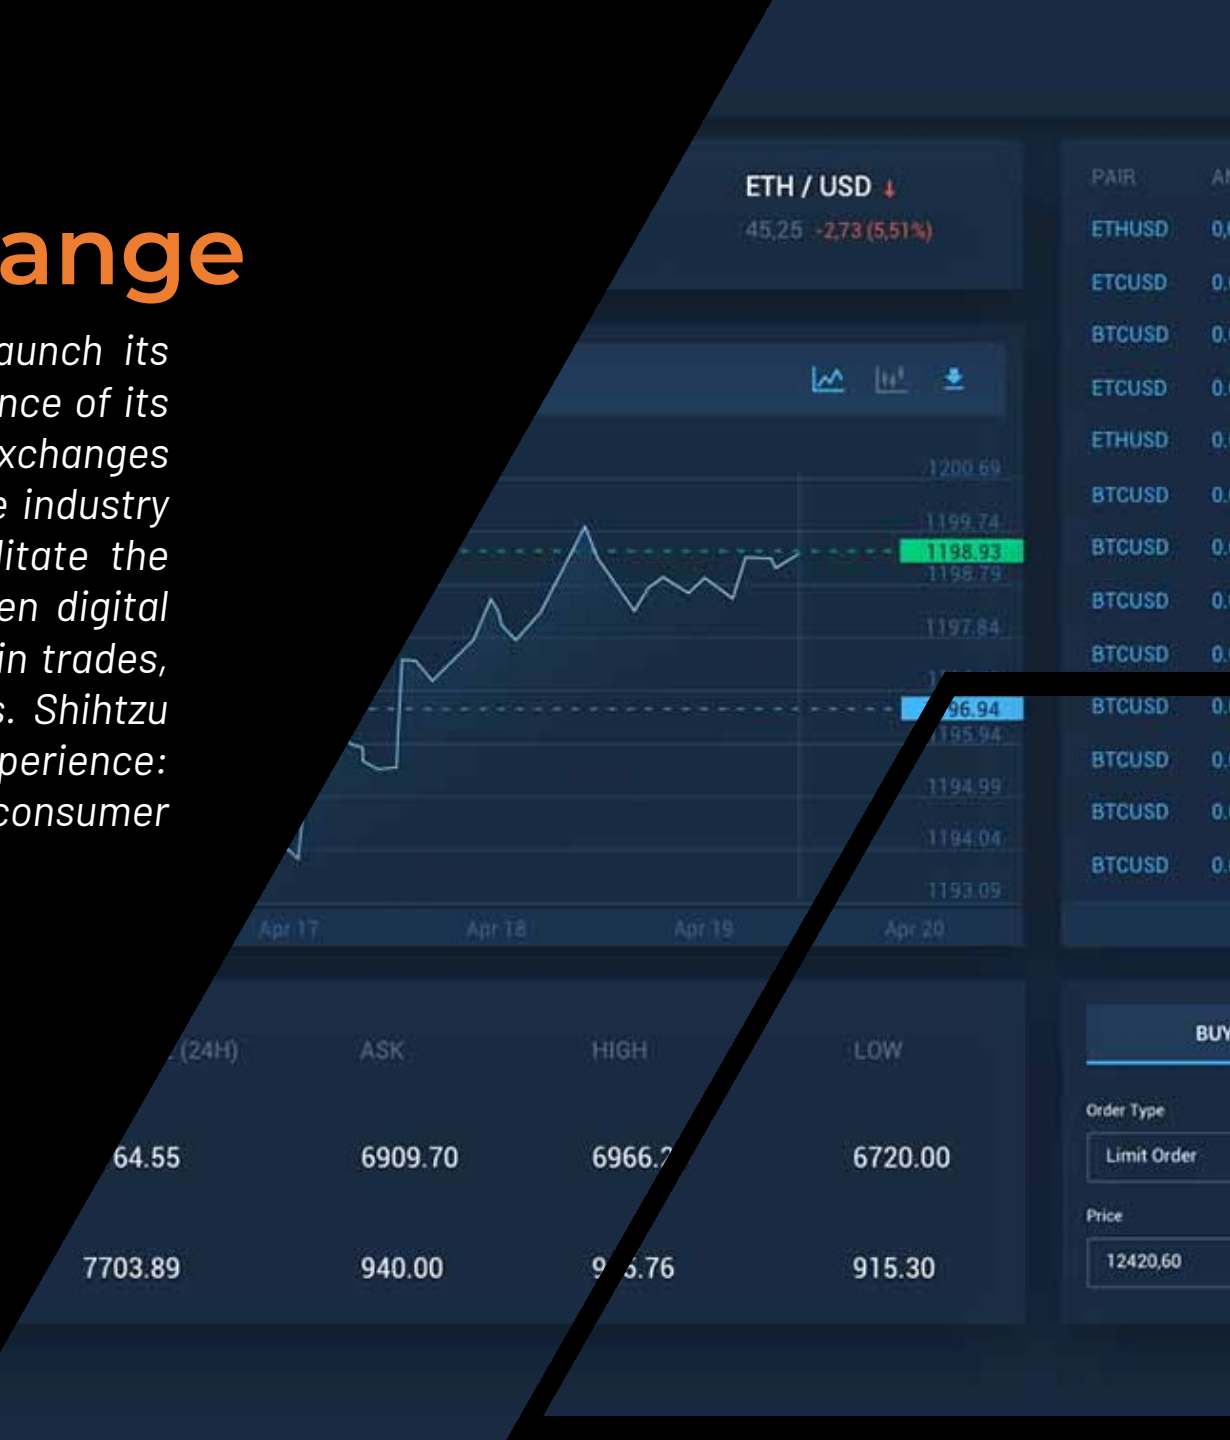 ange
aunch its
nce of its
xchanges
e industry
litate the
en digital
in trades,
s. Shihtzu
perience:
consumer
ETH / USD
45,25 -2,73 (5,51%)
1200.69
1199.74
1198.93
1198.79
1197.84
96.94
1195.94
1194.99
1194.04
1193.09
Apr 17 Apr 18 Apr 19 Apr 20
(24H) ASK HIGH LOW
64.55 6909.70 6966. 6720.00
7703.89 940.00 915.30
PAIR
ETHUSD
ETCUSD
BTCUSD
ETCUSD
ETHUSD
BTCUSD
BTCUSD
BTCUSD
BTCUSD
BTCUSD
BTCUSD
BTCUSD
BTCUSD
BUY
Order Type
Limit Order
Price
12420,60